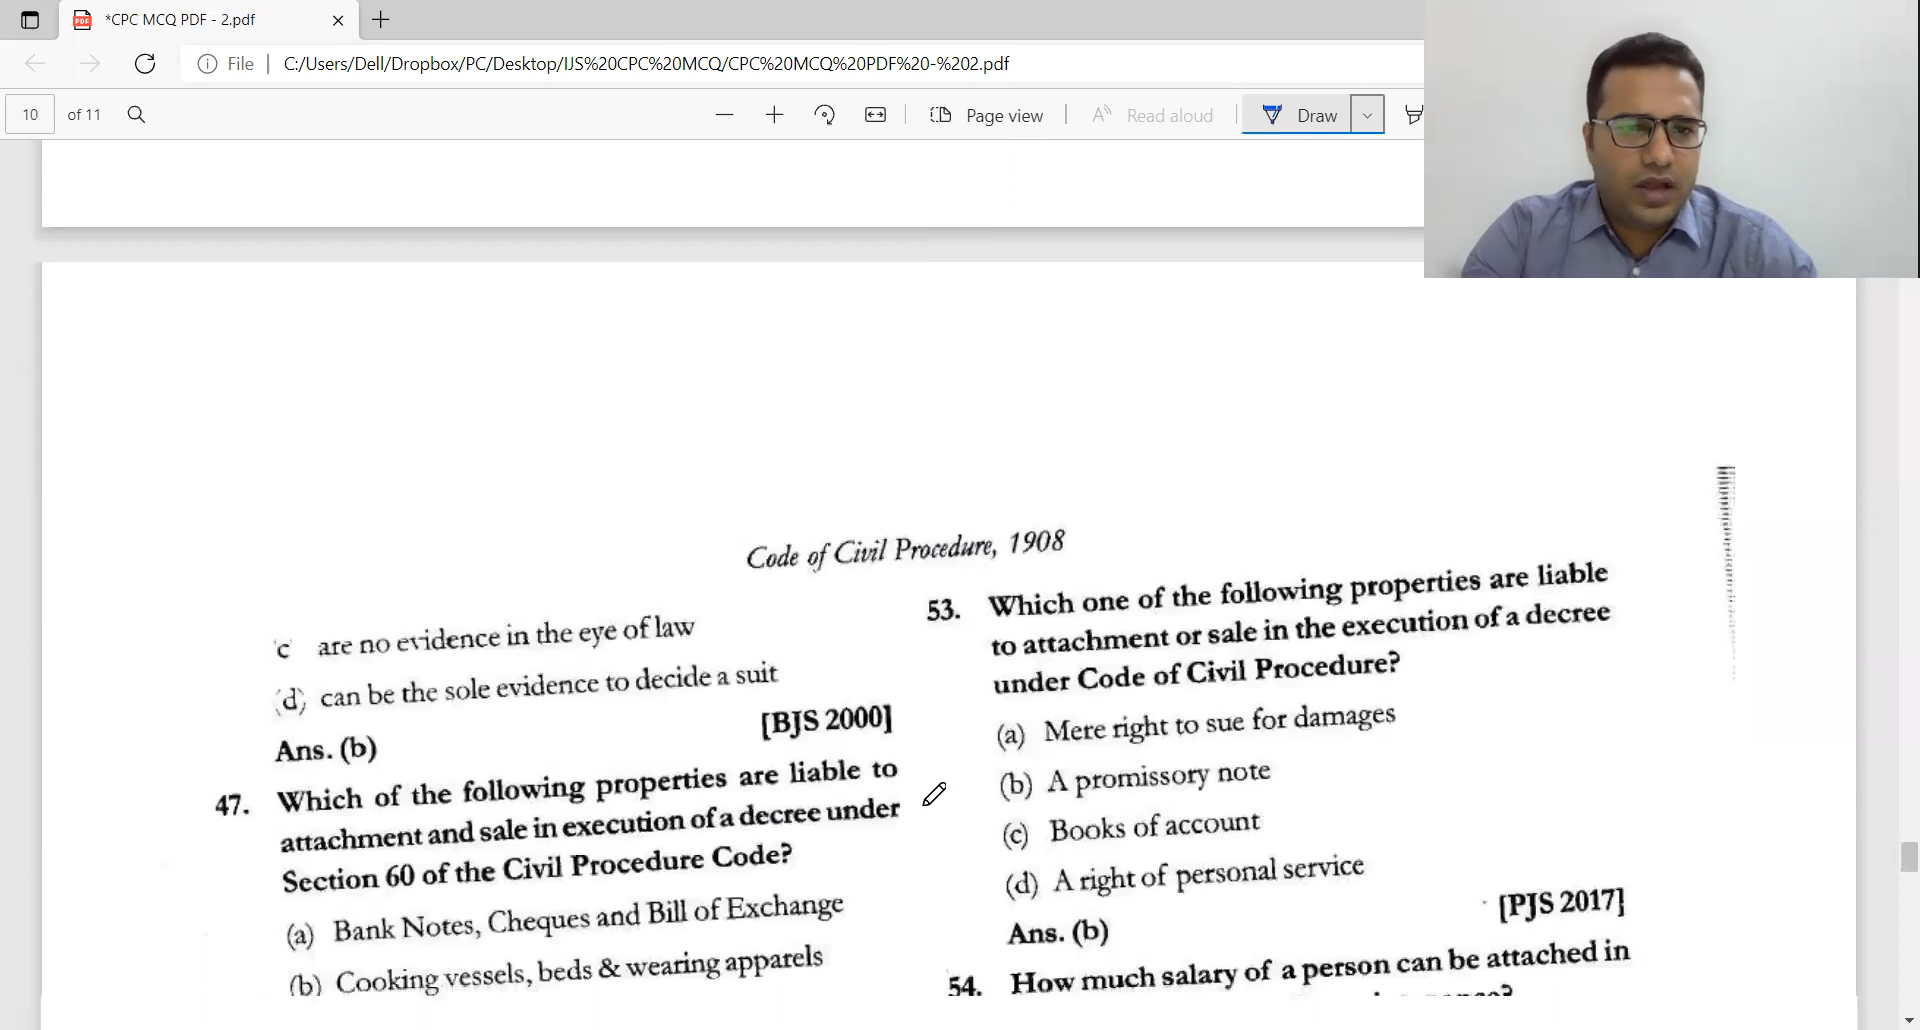 *CPC MCQ PDF - 2.pdf
File
C:/Users/Dell/Dropbox/PC/Desktop/IJS%20CPC%20MCQ/CPC%20MCQ%20PDF%20-%202.pdf
10 of 11
Page view
Read aloud
Draw
Code of Civil Procedure, 1908
c are no evidence in the eye of law
(d) can be the sole evidence to decide a suit
[BJS 2000]
Ans. (b)
47. Which of the following properties are liable to
attachment and sale in execution of a decree under
Section 60 of the Civil Procedure Code?
(a) Bank Notes, Cheques and Bill of Exchange
(b) Cooking vessels, beds & wearing apparels
53. Which one of the following properties are liable
to attachment or sale in the execution of a decree
under Code of Civil Procedure?
(a) Mere right to sue for damages
(b) A promissory note
(c) Books of account
(d) A right of personal service
[PJS 2017]
Ans. (b)
54. How much salary of a person can be attached in